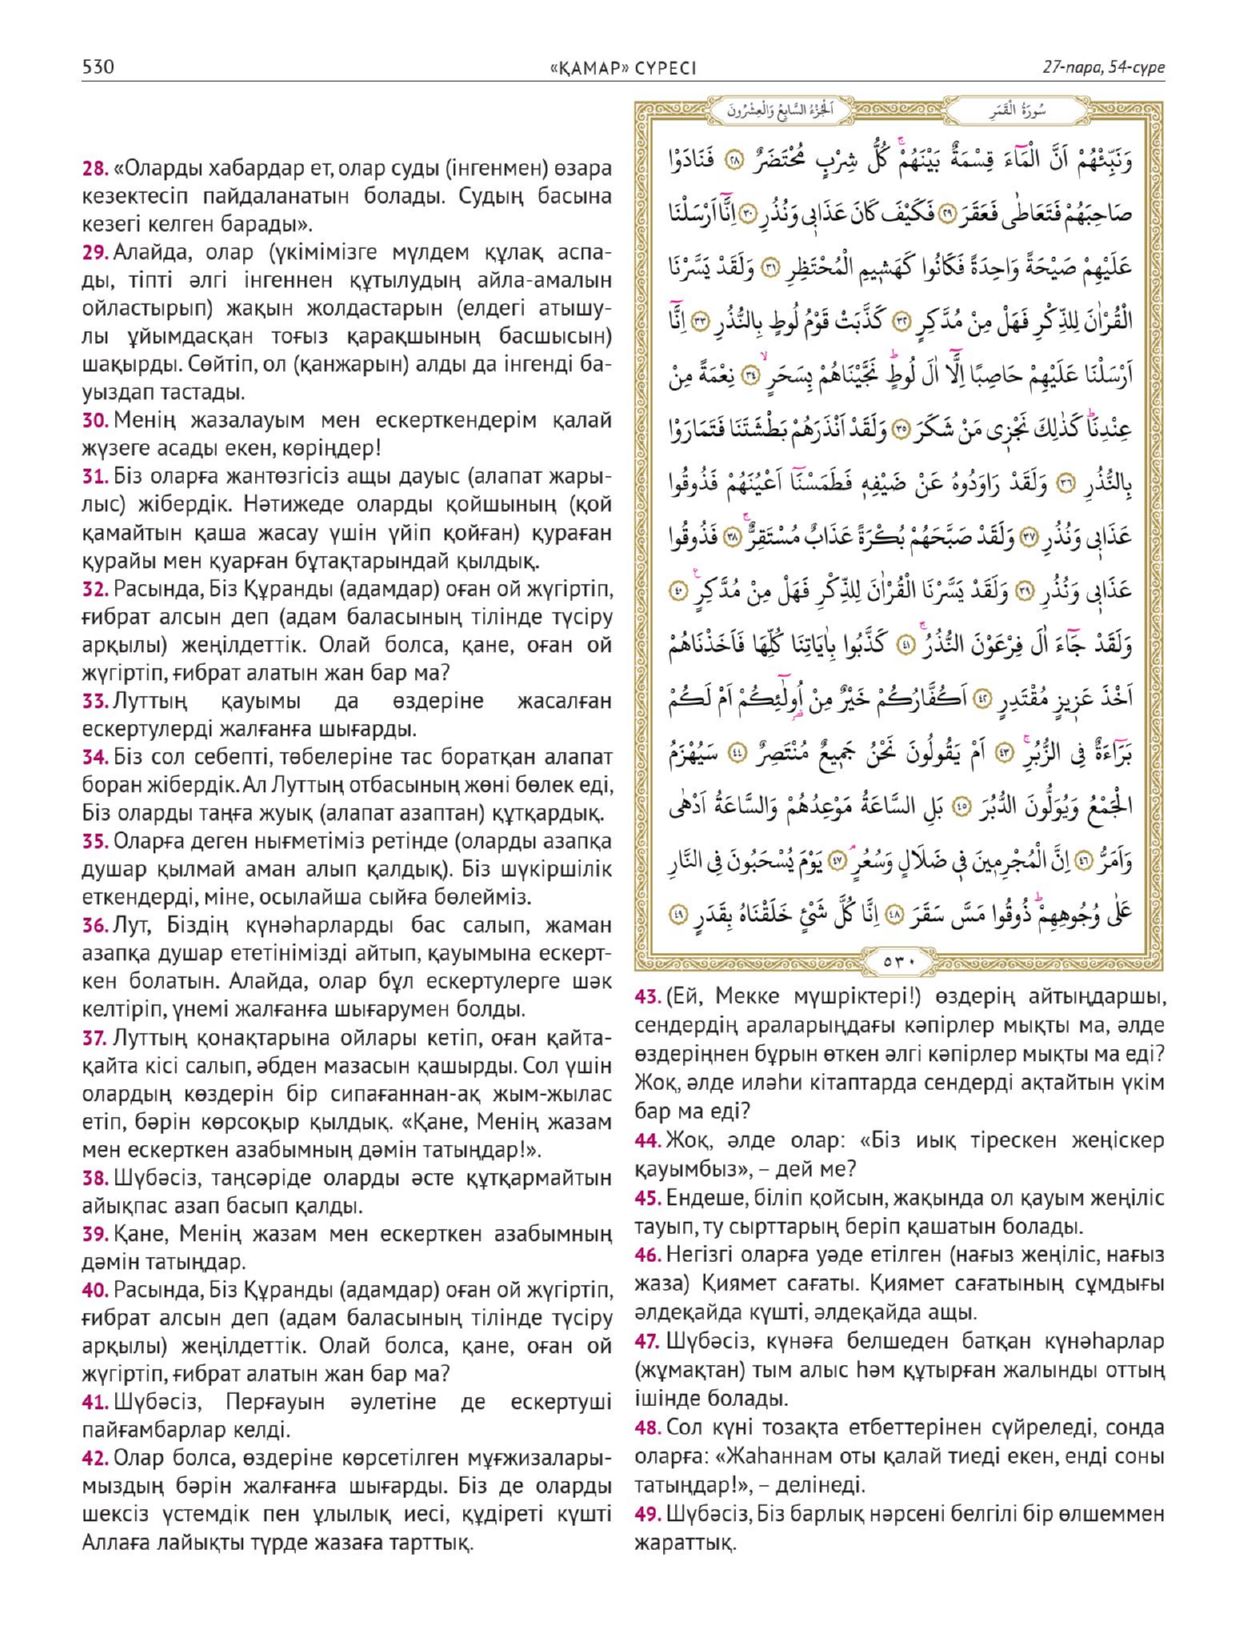 530
«ҚАМАР» СҮРЕСІ
27-пара, 54-сүре
28. «Оларды хабардар ет, олар суды (інгенмен) өзара
кезектесіп пайдаланатын болады. Судың басына
кезегі келген барады».
29. Алайда, олар (үкімімізге мүлдем құлақ аспа-
ды, тіпті әлгі інгеннен құтылудың айла-амалын
ойластырып) жақын жолдастарын (елдегі атышу-
лы ұйымдасқан тоғыз қарақшының басшысын)
шақырды. Сөйтіп, ол (қанжарын) алды да інгенді ба-
уыздап тастады.
30. Менің жазалауым мен ескерткендерім қалай
жүзеге асады екен, көріңдер!
31. Біз оларға жантөзгісіз ащы дауыс (алапат жары-
лыс) жібердік. Нәтижеде оларды қойшының (қой
қамайтын қаша жасау үшін үйіп қойған) қураған
қурайы мен қуарған бұтақтарындай қылдық.
32. Расында, Біз Құранды (адамдар) оған ой жүгіртіп,
ғибрат алсын деп (адам баласының тілінде түсіру
арқылы) жеңілдеттік. Олай болса, қане, оған ой
жүгіртіп, ғибрат алатын жан бар ма?
33. Луттың қауымы да өздеріне жасалған
ескертулерді жалғанға шығарды.
34. Біз сол себепті, төбелеріне тас боратқан алапат
боран жібердік. Ал Луттың отбасының жөні бөлек еді,
Біз оларды таңға жуық (алапат азаптан) құтқардық.
35. Оларға деген нығметіміз ретінде (оларды азапқа
душар қылмай аман алып қалдық). Біз шүкіршілік
еткендерді, міне, осылайша сыйға бөлейміз.
36. Лут, Біздің күнәһарларды бас салып, жаман
азапқа душар ететінімізді айтып, қауымына ескерт-
кен болатын. Алайда, олар бұл ескертулерге шәк
келтіріп, үнемі жалғанға шығарумен болды.
37. Луттың қонақтарына ойлары кетіп, оған қайта-
қайта кісі салып, әбден мазасын қашырды. Сол үшін
олардың көздерін бір сипағаннан-ақ жым-жылас
етіп, бәрін көрсоқыр қылдық. «Қане, Менің жазам
мен ескерткен азабымның дәмін татыңдар!».
38. Шүбәсіз, таңсәріде оларды әсте құтқармайтын
айықпас азап басып қалды.
39. Қане, Менің жазам мен ескерткен азабымның
дәмін татыңдар.
40. Расында, Біз Құранды (адамдар) оған ой жүгіртіп,
ғибрат алсын деп (адам баласының тілінде түсіру
арқылы) жеңілдеттік. Олай болса, қане, оған ой
жүгіртіп, ғибрат алатын жан бар ма?
41. Шүбәсіз, Перғауын әулетіне де ескертуші
пайғамбарлар келді.
42. Олар болса, өздеріне көрсетілген мұғжизалары-
мыздың бәрін жалғанға шығарды. Біз де оларды
шексіз үстемдік пен ұлылық иесі, құдіреті күшті
Аллаға лайықты түрде жазаға тарттық.
سُورَةُ الْقَمَرِ
اَلْجُزْءُ السَّابِعُ وَالْعِشْرُونَ
وَنَبِّئْهُمْ اَنَّ الْمَٓاءَ قِسْمَةٌ بَيْنَهُمْۚ كُلُّ شِرْبٍ مُحْتَضَرٌ ﴿٢٨﴾ فَنَادَوْا
صَاحِبَهُمْ فَتَعَاطٰى فَعَقَرَ ﴿٢٩﴾ فَكَيْفَ كَانَ عَذَاب۪ى وَنُذُرِ ﴿٣٠﴾ اِنَّٓا اَرْسَلْنَا
عَلَيْهِمْ صَيْحَةً وَاحِدَةً فَكَانُوا كَهَش۪يمِ الْمُحْتَظِرِ ﴿٣١﴾ وَلَقَدْ يَسَّرْنَا
الْقُرْاٰنَ لِلذِّكْرِ فَهَلْ مِنْ مُدَّكِرٍ ﴿٣٢﴾ كَذَّبَتْ قَوْمُ لُوطٍ بِالنُّذُرِ ﴿٣٣﴾ اِنَّٓا
اَرْسَلْنَا عَلَيْهِمْ حَاصِبًا اِلَّٓا اٰلَ لُوطٍۜ نَجَّيْنَاهُمْ بِسَحَرٍۙ ﴿٣٤﴾ نِعْمَةً مِنْ
عِنْدِنَاۜ كَذٰلِكَ نَجْز۪ى مَنْ شَكَرَ ﴿٣٥﴾ وَلَقَدْ اَنْذَرَهُمْ بَطْشَتَنَا فَتَمَارَوْا
بِالنُّذُرِ ﴿٣٦﴾ وَلَقَدْ رَاوَدُوهُ عَنْ ضَيْفِه۪ فَطَمَسْنَٓا اَعْيُنَهُمْ فَذُوقُوا
عَذَاب۪ى وَنُذُرِ ﴿٣٧﴾ وَلَقَدْ صَبَّحَهُمْ بُكْرَةً عَذَابٌ مُسْتَقِرٌّۚ ﴿٣٨﴾ فَذُوقُوا
عَذَاب۪ى وَنُذُرِ ﴿٣٩﴾ وَلَقَدْ يَسَّرْنَا الْقُرْاٰنَ لِلذِّكْرِ فَهَلْ مِنْ مُدَّكِرٍ۟ ﴿٤٠﴾
وَلَقَدْ جَٓاءَ اٰلَ فِرْعَوْنَ النُّذُرُۚ ﴿٤١﴾ كَذَّبُوا بِاٰيَاتِنَا كُلِّهَا فَاَخَذْنَاهُمْ
اَخْذَ عَز۪يزٍ مُقْتَدِرٍ ﴿٤٢﴾ اَكُفَّارُكُمْ خَيْرٌ مِنْ اُو۬لٰٓئِكُمْ اَمْ لَكُمْ
بَرَٓاءَةٌ فِى الزُّبُرِۚ ﴿٤٣﴾ اَمْ يَقُولُونَ نَحْنُ جَم۪يعٌ مُنْتَصِرٌ ﴿٤٤﴾ سَيُهْزَمُ
الْجَمْعُ وَيُوَلُّونَ الدُّبُرَ ﴿٤٥﴾ بَلِ السَّاعَةُ مَوْعِدُهُمْ وَالسَّاعَةُ اَدْهٰى
وَاَمَرُّ ﴿٤٦﴾ اِنَّ الْمُجْرِم۪ينَ ف۪ى ضَلَالٍ وَسُعُرٍۢ ﴿٤٧﴾ يَوْمَ يُسْحَبُونَ فِى النَّارِ
عَلٰى وُجُوهِهِمْۜ ذُوقُوا مَسَّ سَقَرَ ﴿٤٨﴾ اِنَّا كُلَّ شَىْءٍ خَلَقْنَاهُ بِقَدَرٍ ﴿٤٩﴾
٥٣٠
43. (Ей, Мекке мүшріктері!) өздерің айтыңдаршы,
сендердің араларыңдағы кәпірлер мықты ма, әлде
өздеріңнен бұрын өткен әлгі кәпірлер мықты ма еді?
Жоқ, әлде илаһи кітаптарда сендерді ақтайтын үкім
бар ма еді?
44. Жоқ, әлде олар: «Біз иық тірескен жеңіскер
қауымбыз», – дей ме?
45. Ендеше, біліп қойсын, жақында ол қауым жеңіліс
тауып, ту сырттарың беріп қашатын болады.
46. Негізгі оларға уәде етілген (нағыз жеңіліс, нағыз
жаза) Қиямет сағаты. Қиямет сағатының сұмдығы
әлдеқайда күшті, әлдеқайда ащы.
47. Шүбәсіз, күнәға белшеден батқан күнәһарлар
(жұмақтан) тым алыс һәм құтырған жалынды оттың
ішінде болады.
48. Сол күні тозақта етбеттерінен сүйреледі, сонда
оларға: «Жаһаннам оты қалай тиеді екен, енді соны
татыңдар!», – делінеді.
49. Шүбәсіз, Біз барлық нәрсені белгілі бір өлшеммен
жараттық.